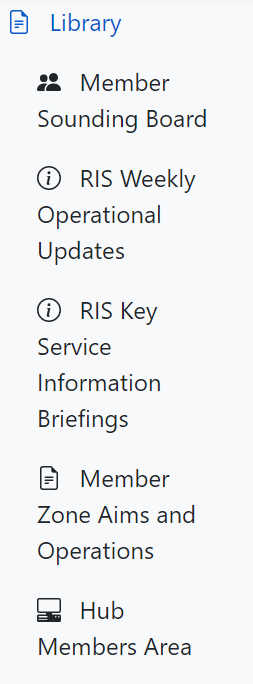 Library
Member
Sounding Board
RIS Weekly
Operational
Updates
RIS Key
Service
Information
Briefings
Member
Zone Aims and
Operations
Hub
Members Area